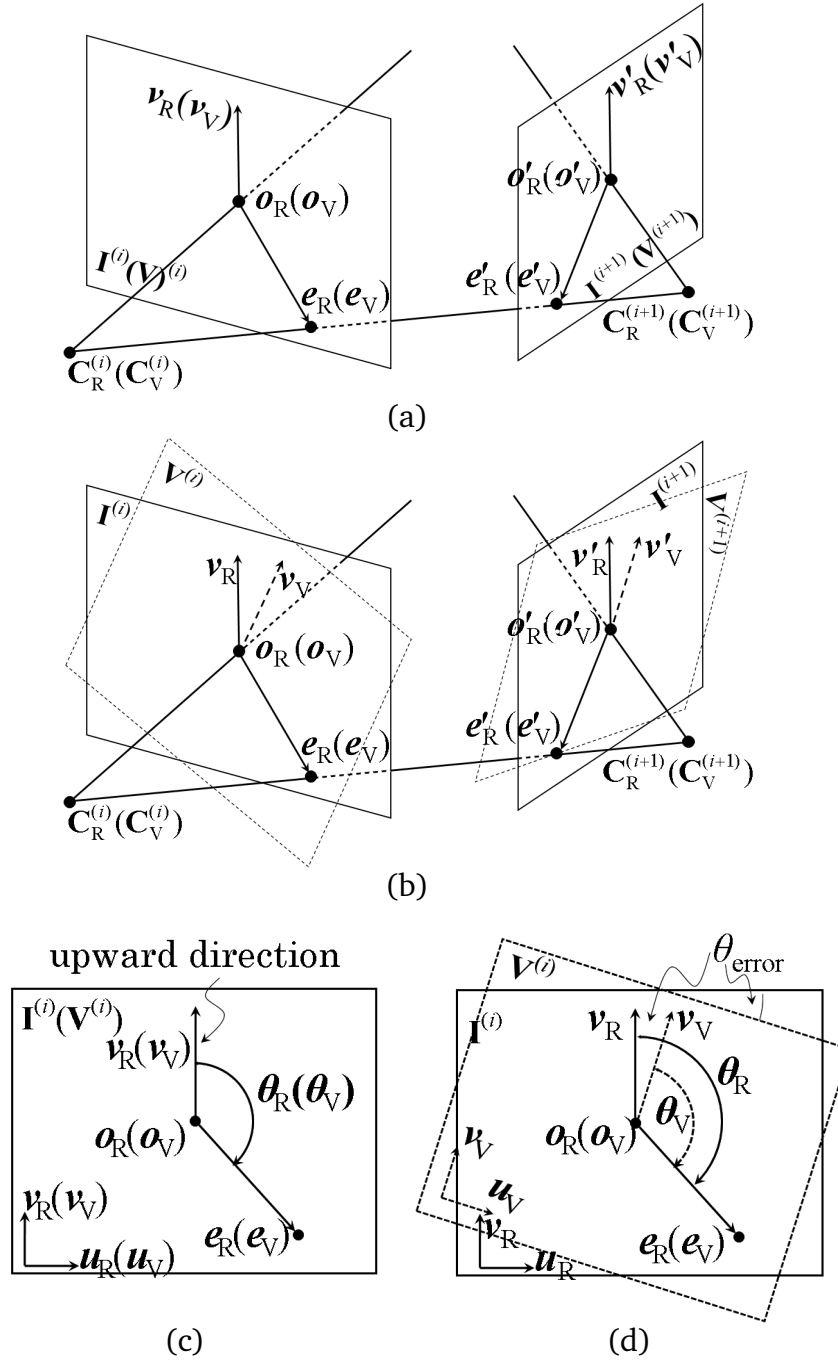 v_R(v_V)
v'_R(v'_V)
o_R(o_V)
o'_R(o'_V)
I^(i)(V)^(i)
I^(i+1)(V^(i+1))
e_R(e_V)
e'_R(e'_V)
C_R^(i)(C_V^(i))
C_R^(i+1)(C_V^(i+1))
(a)
V^(i)
I^(i)
I^(i+1)
V^(i+1)
v_R
v_V
v'_R
v'_V
o_R(o_V)
o'_R(o'_V)
e_R(e_V)
e'_R(e'_V)
C_R^(i)(C_V^(i))
C_R^(i+1)(C_V^(i+1))
(b)
upward direction
I^(i)(V^(i))
v_R(v_V)
θ_R(θ_V)
o_R(o_V)
v_R(v_V)
e_R(e_V)
u_R(u_V)
(c)
θ_error
V^(i)
I^(i)
v_R
v_V
θ_R
θ_V
o_R(o_V)
v_V
u_V
v_R
e_R(e_V)
u_R
(d)